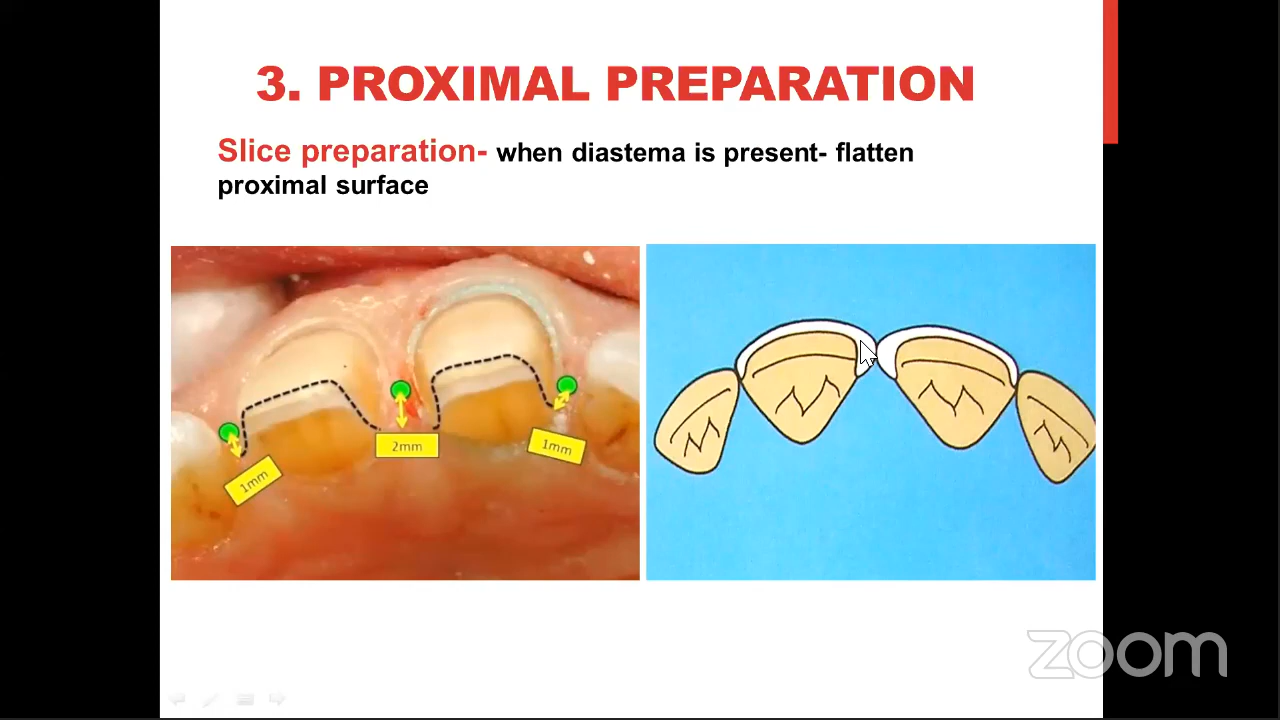 3. PROXIMAL PREPARATION
Slice preparation- when diastema is present- flatten
proximal surface
1mm
2mm
1mm
zoom